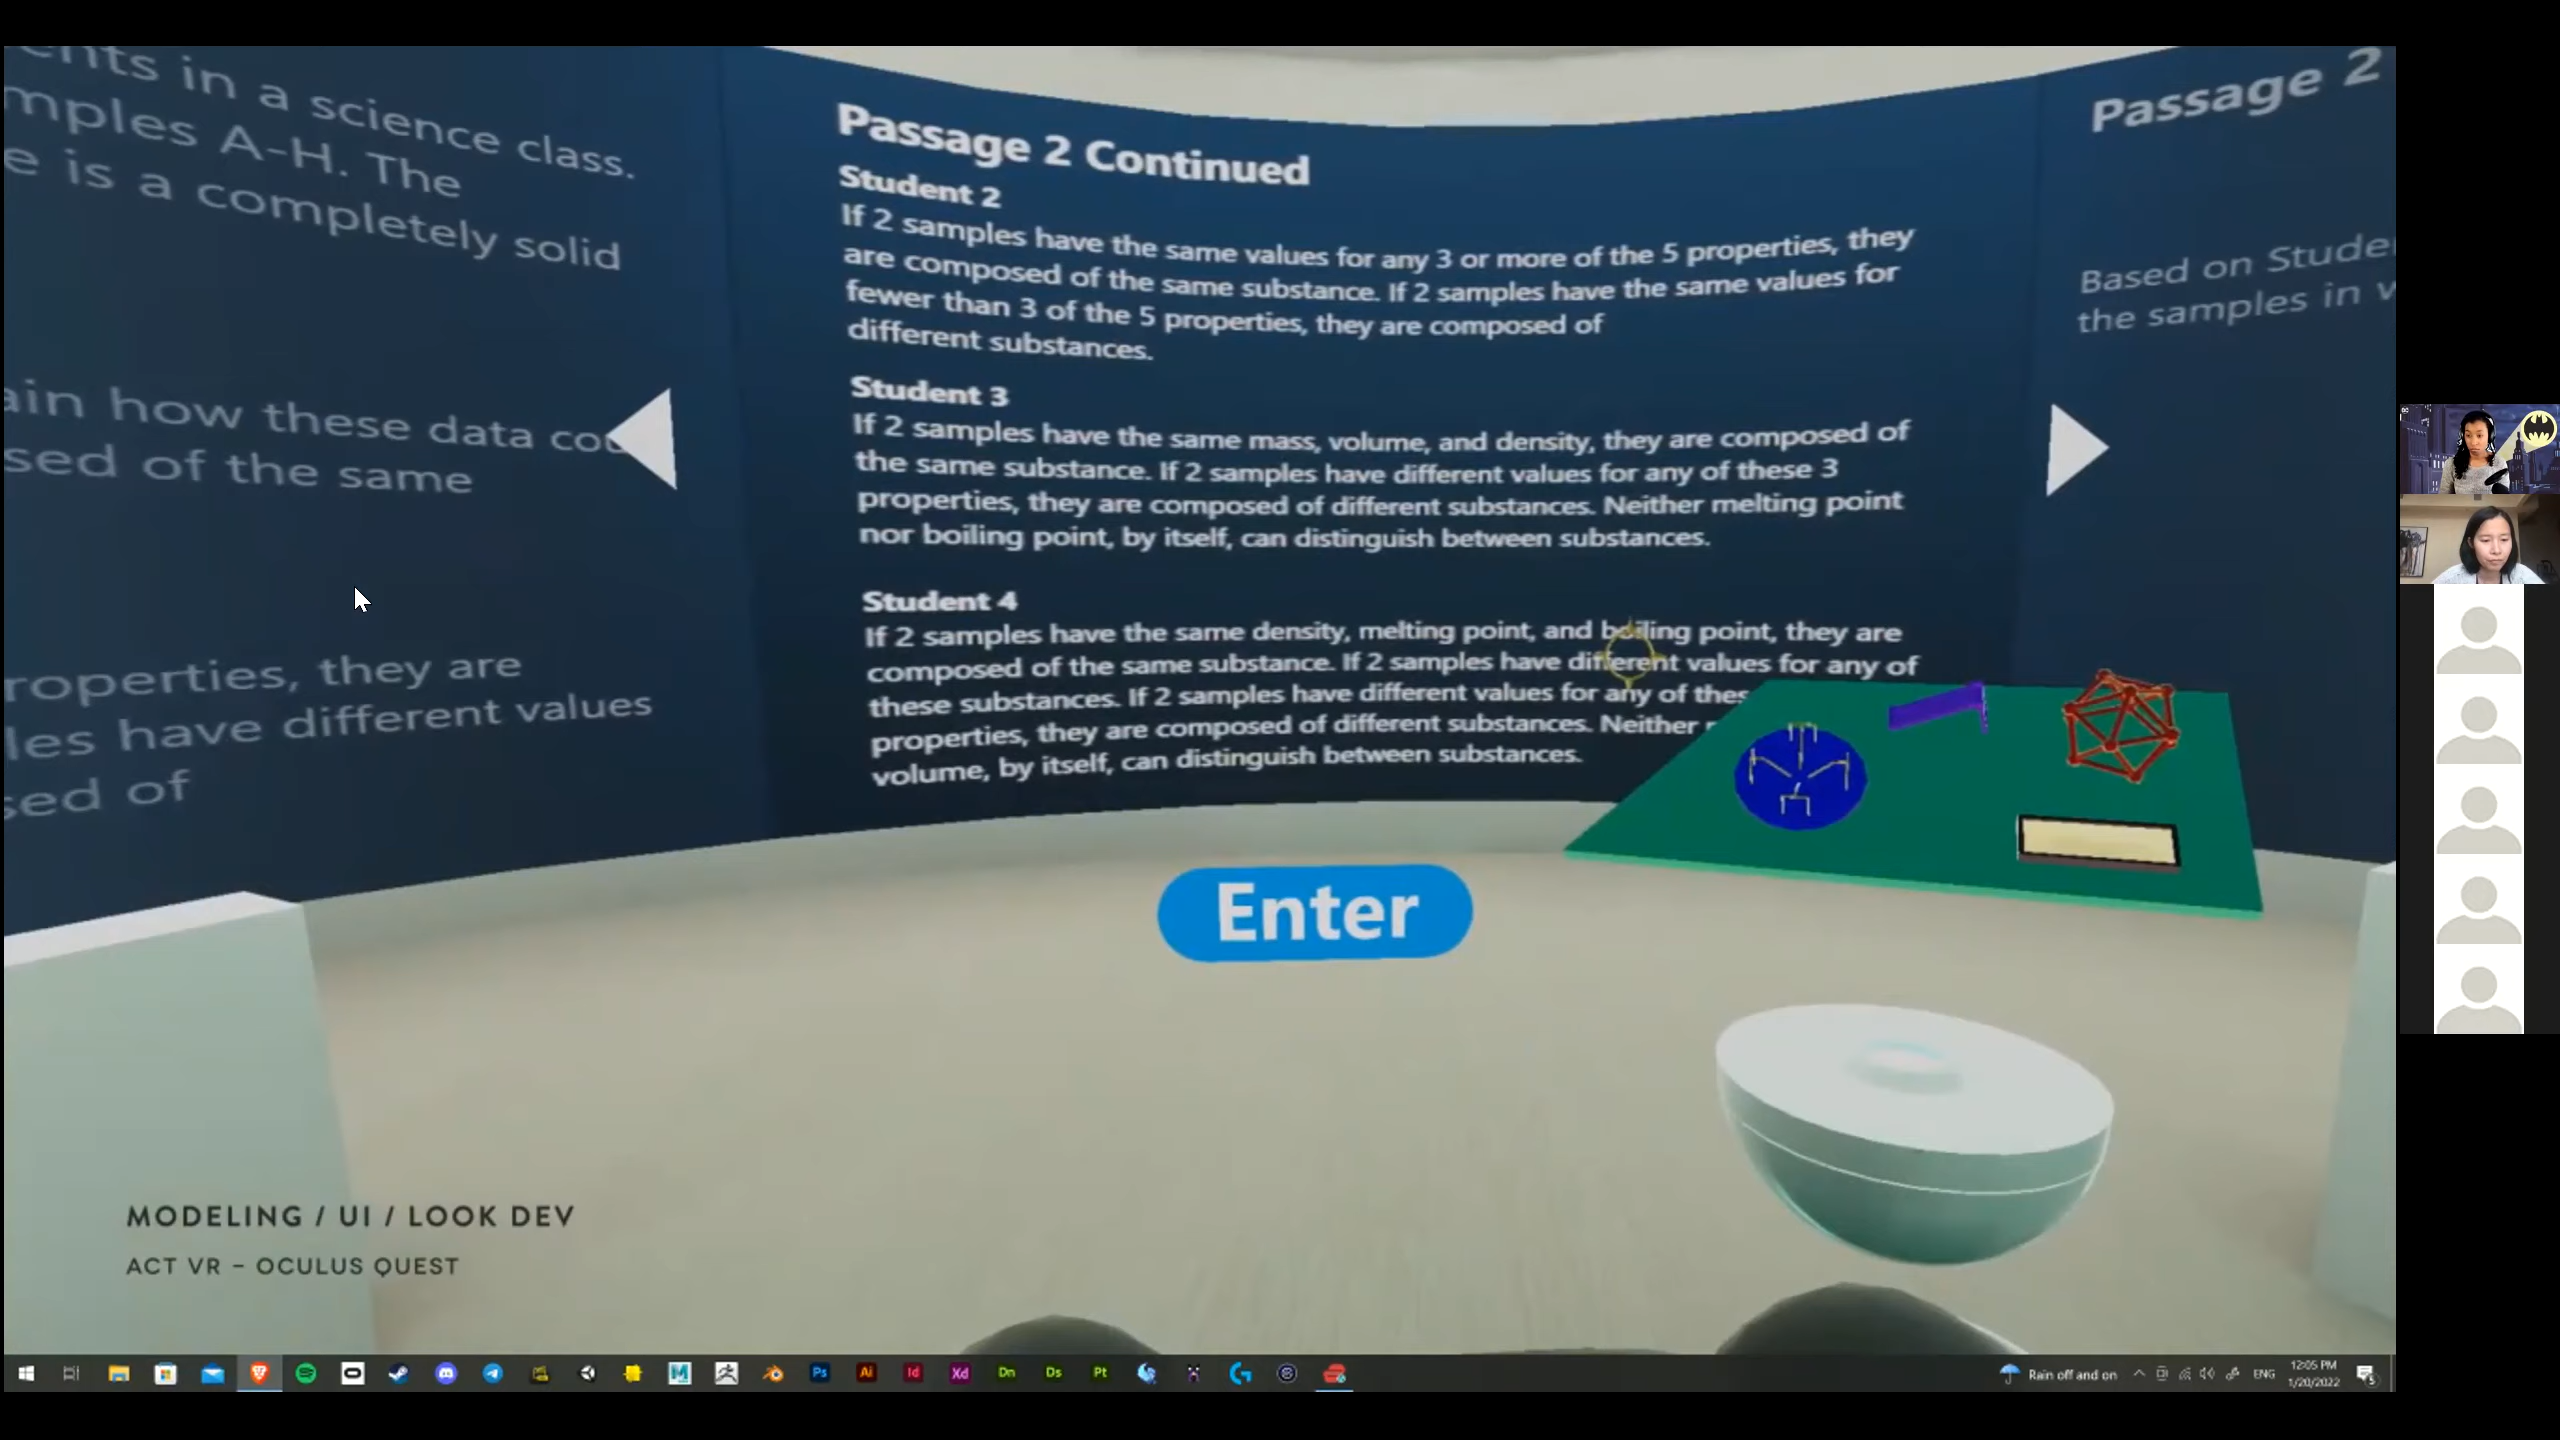 ents in a science class.
mples A-H. The
e is a completely solid
ain how these data cou
sed of the same
roperties, they are
les have different values
sed of
Passage 2 Continued
Student 2
If 2 samples have the same values for any 3 or more of the 5 properties, they
are composed of the same substance. If 2 samples have the same values for
fewer than 3 of the 5 properties, they are composed of
different substances.
Student 3
If 2 samples have the same mass, volume, and density, they are composed of
the same substance. If 2 samples have different values for any of these 3
properties, they are composed of different substances. Neither melting point
nor boiling point, by itself, can distinguish between substances.
Student 4
If 2 samples have the same density, melting point, and boiling point, they are
composed of the same substance. If 2 samples have different values for any of
these substances. If 2 samples have different values for any of thes
properties, they are composed of different substances. Neither
volume, by itself, can distinguish between substances.
Passage 2
Based on Stude
the samples in
Enter
MODELING / UI / LOOK DEV
ACT VR – OCULUS QUEST
Ps
Ai
Id
Xd
Dn
Ds
Pt
Rain off and on
ENG
12:05 PM
1/20/2022
5